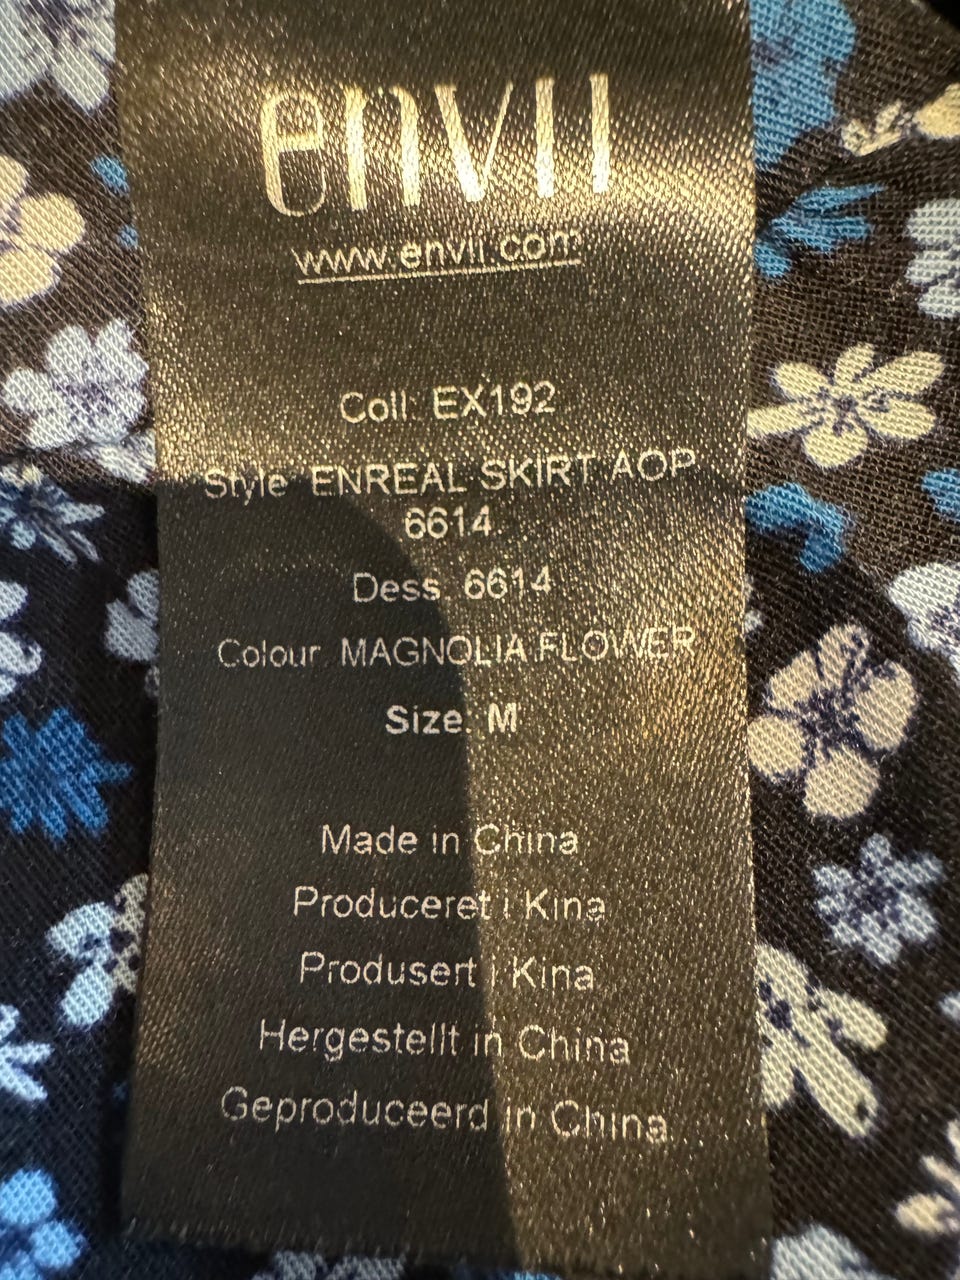 envii
www.envii.com
Coll. EX192
Style: ENREAL SKIRT AOP
6614
Dess. 6614
Colour: MAGNOLIA FLOWER
Size: M
Made in China
Produceret i Kina
Produsert i Kina
Hergestellt in China
Geproduceerd in China